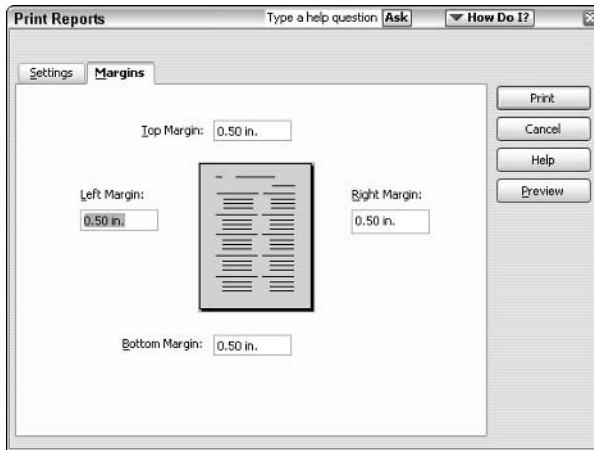 Print Reports
Type a help question Ask
How Do I?
Settings
Margins
Top Margin: 0.50 in.
Left Margin:
0.50 in.
Right Margin:
0.50 in.
Bottom Margin: 0.50 in.
Print
Cancel
Help
Preview